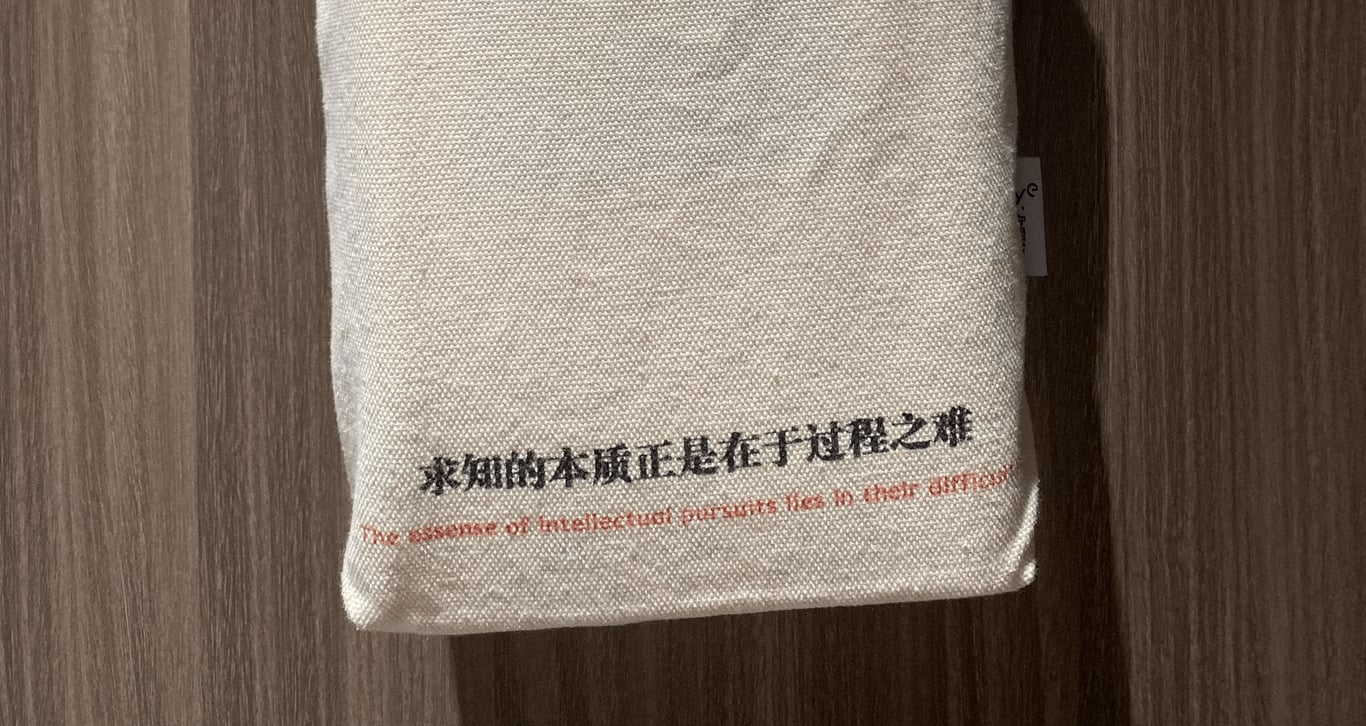 求知的本质正是在于过程之难
The essense of intellectual pursuits lies in their